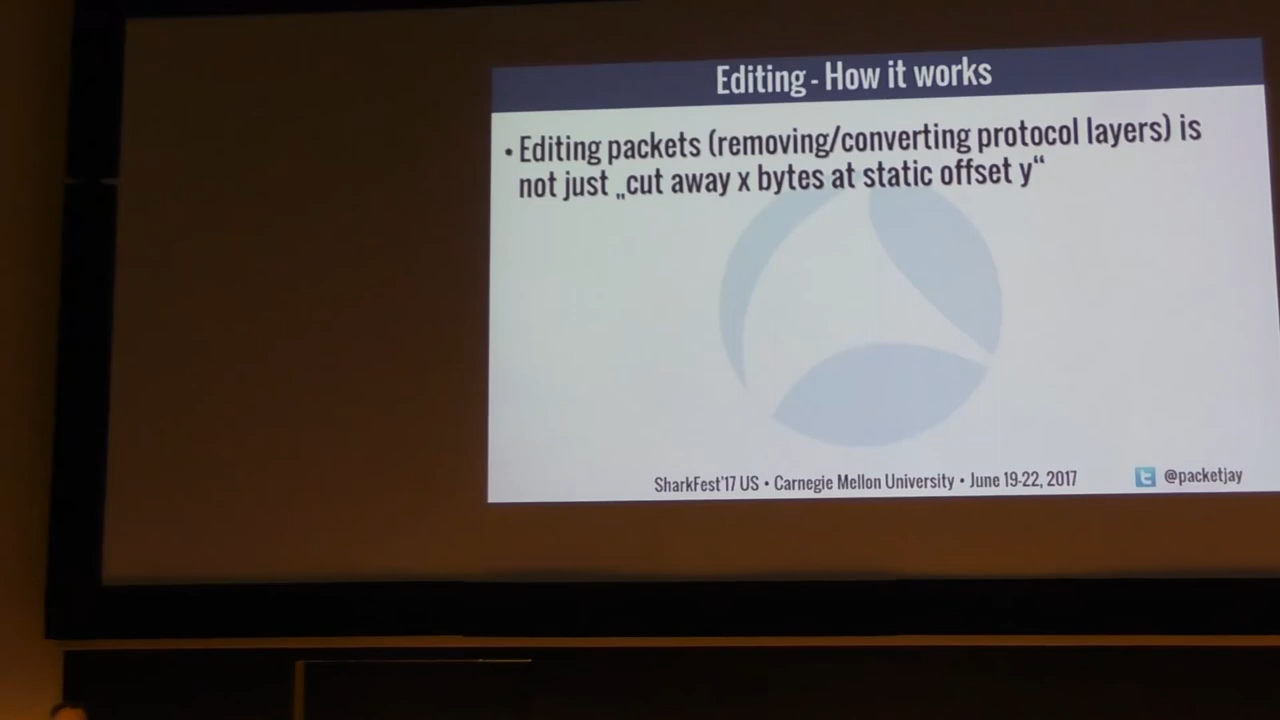 Editing - How it works
• Editing packets (removing/converting protocol layers) is
not just „cut away x bytes at static offset y“
SharkFest'17 US • Carnegie Mellon University • June 19-22, 2017
@packetjay